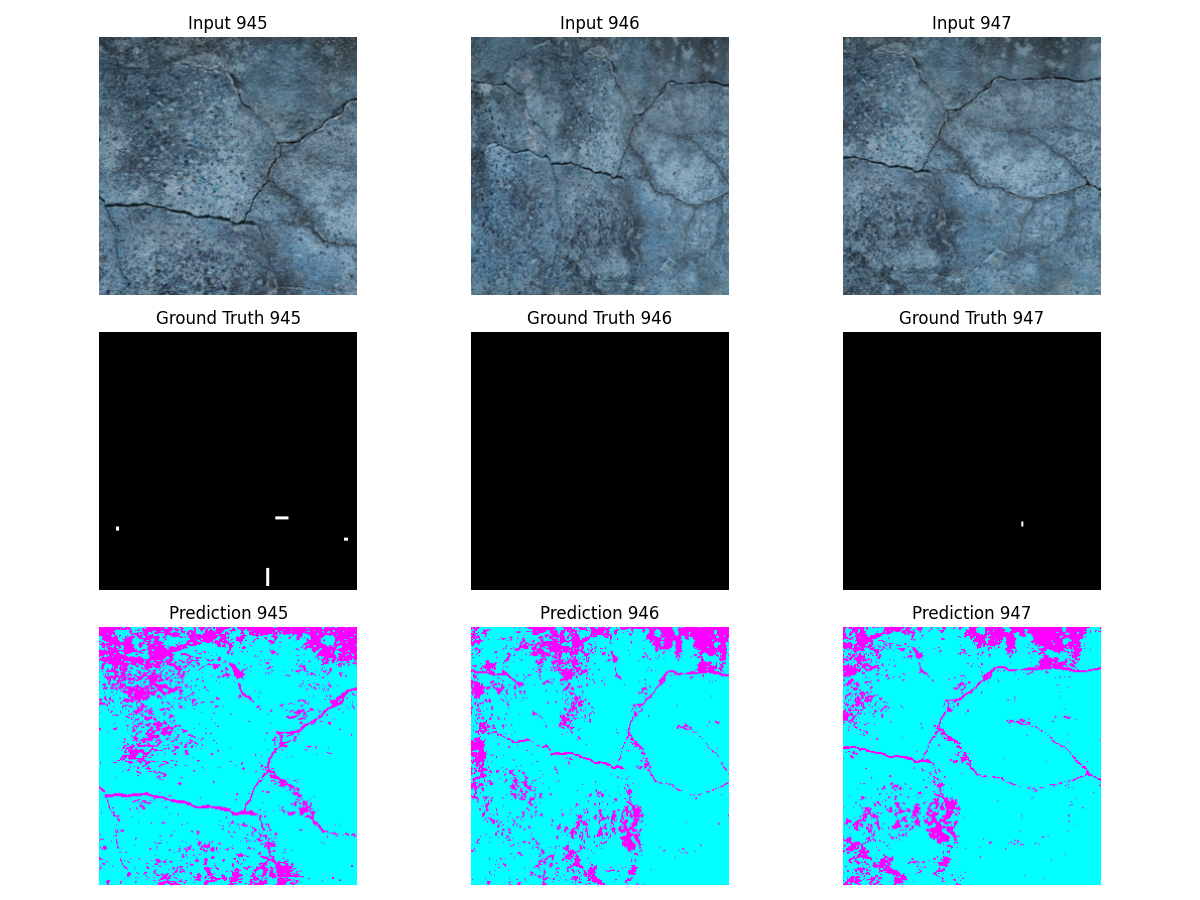 Input 945
Input 946
Input 947
Ground Truth 945
Ground Truth 946
Ground Truth 947
Prediction 945
Prediction 946
Prediction 947